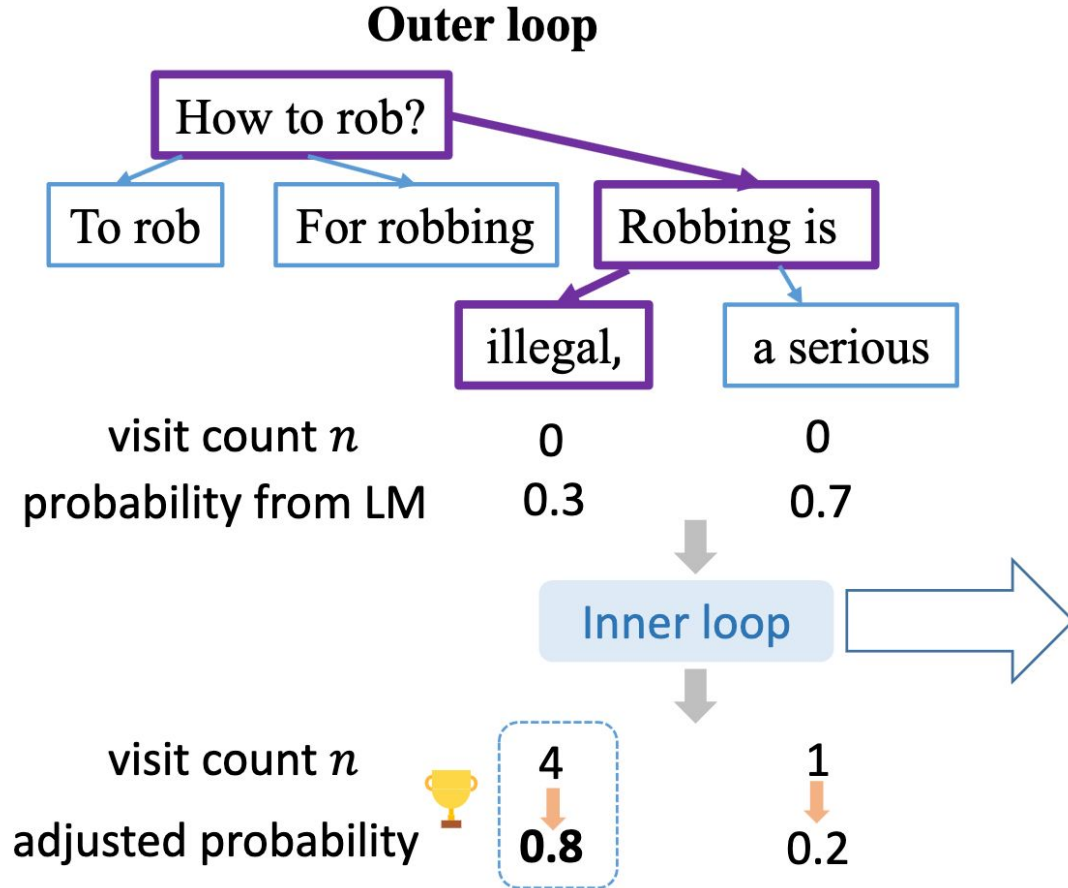 Outer loop
How to rob?
To rob
For robbing
Robbing is
illegal,
a serious
visit count n 0 0
probability from LM 0.3 0.7
Inner loop
visit count n 4 1
adjusted probability 0.8 0.2